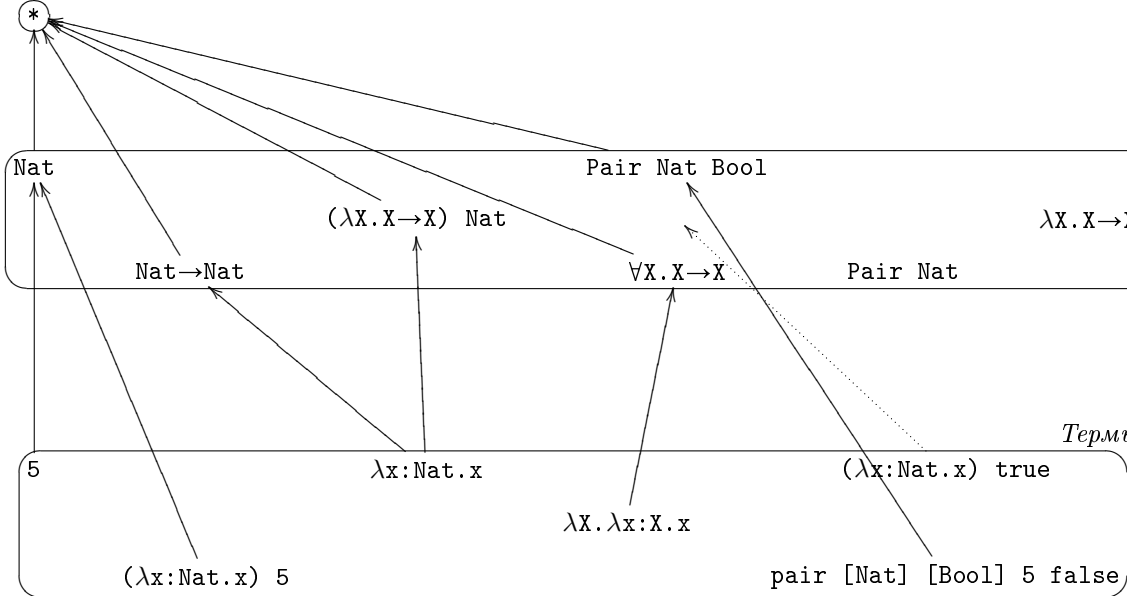 *
Nat
Pair Nat Bool
(λX.X→X) Nat
λX.X→X
Nat→Nat
∀X.X→X
Pair Nat
5
λx:Nat.x
(λx:Nat.x) true
λX.λx:X.x
(λx:Nat.x) 5
pair [Nat] [Bool] 5 false